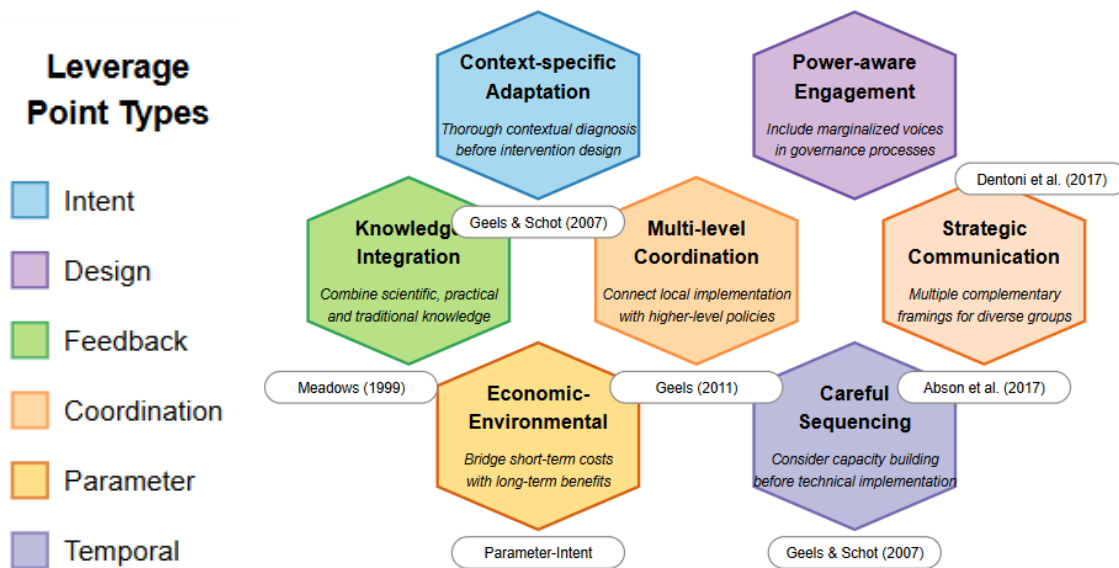 Leverage
Point Types
Intent
Design
Feedback
Coordination
Parameter
Temporal
Context-specific
Adaptation
Thorough contextual diagnosis
before intervention design
Power-aware
Engagement
Include marginalized voices
in governance processes
Dentoni et al. (2017)
Geels & Schot (2007)
Knowledge
Integration
Combine scientific, practical
and traditional knowledge
Multi-level
Coordination
Connect local implementation
with higher-level policies
Strategic
Communication
Multiple complementary
framings for diverse groups
Meadows (1999)
Geels (2011)
Abson et al. (2017)
Economic-
Environmental
Bridge short-term costs
with long-term benefits
Careful
Sequencing
Consider capacity building
before technical implementation
Parameter-Intent
Geels & Schot (2007)